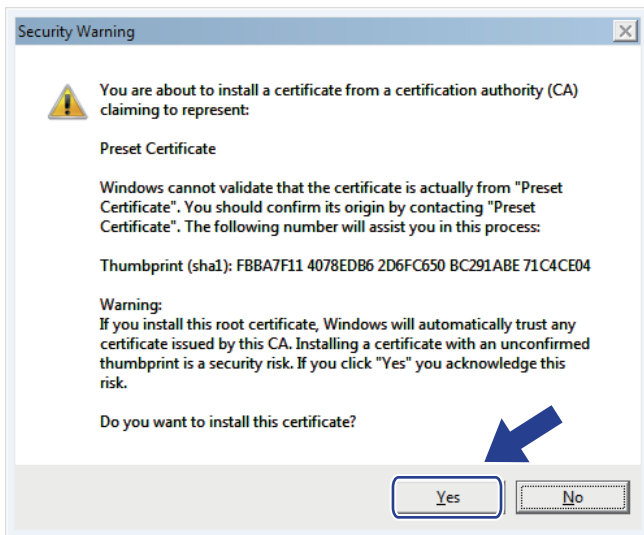 Security Warning
You are about to install a certificate from a certification authority (CA)
claiming to represent:
Preset Certificate
Windows cannot validate that the certificate is actually from "Preset
Certificate". You should confirm its origin by contacting "Preset
Certificate". The following number will assist you in this process:
Thumbprint (sha1): FBBA7F11 4078EDB6 2D6FC650 BC291ABE 71C4CE04
Warning:
If you install this root certificate, Windows will automatically trust any
certificate issued by this CA. Installing a certificate with an unconfirmed
thumbprint is a security risk. If you click "Yes" you acknowledge this
risk.
Do you want to install this certificate?
Yes No